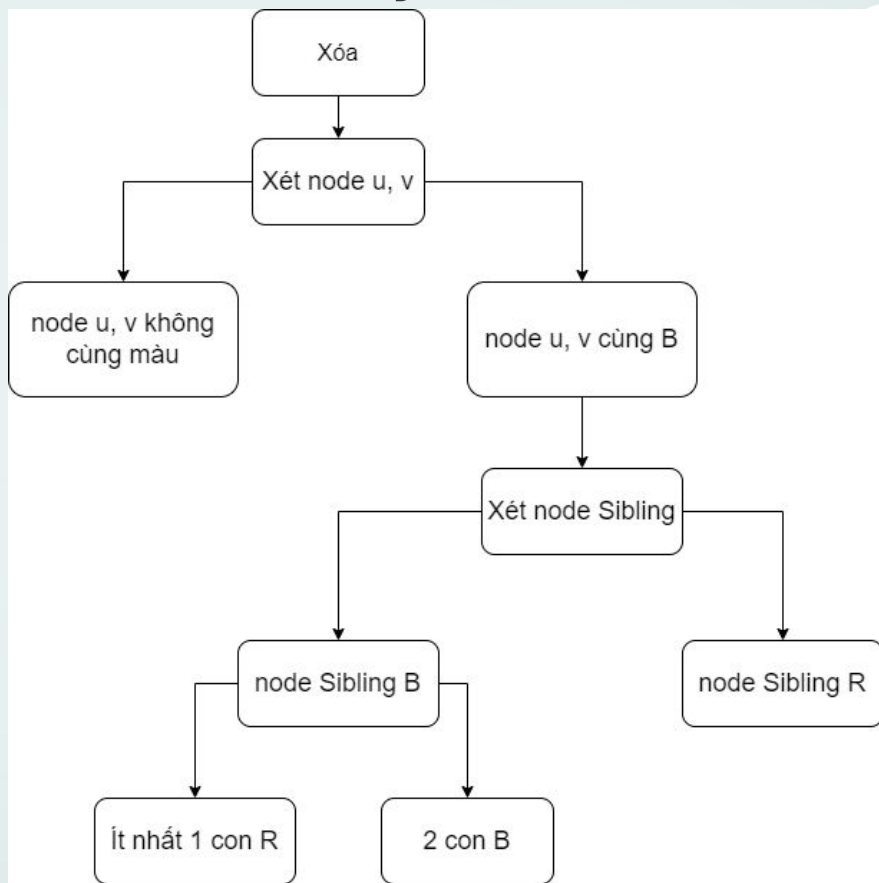 Xóa
Xét node u, v
node u, v không
cùng màu
node u, v cùng B
Xét node Sibling
node Sibling B
node Sibling R
Ít nhất 1 con R
2 con B